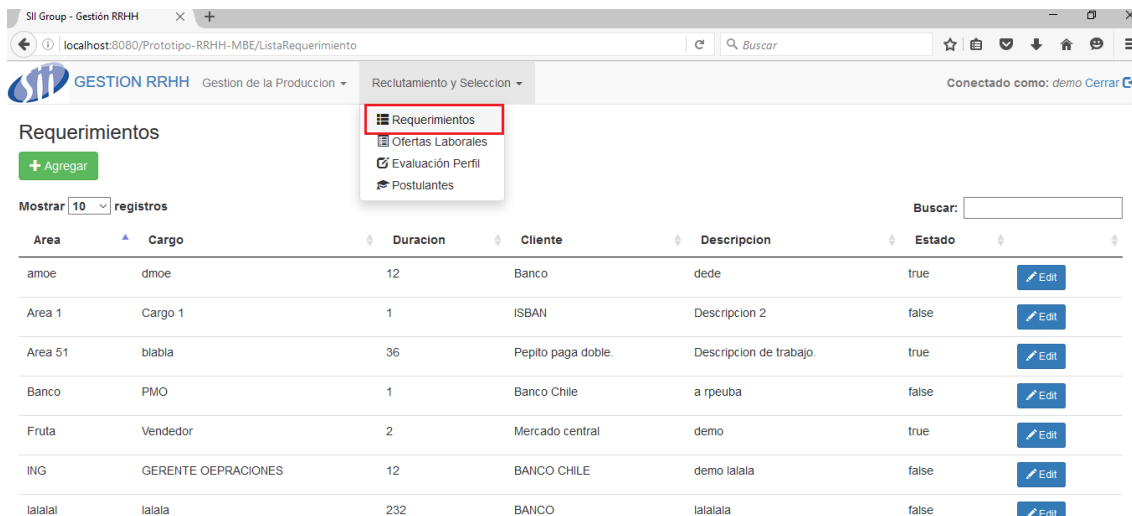 SII Group - Gestión RRHH
localhost:8080/Prototipo-RRHH-MBE/ListaRequerimiento Buscar
SII GESTION RRHH Gestion de la Produccion Reclutamiento y Seleccion Conectado como: demo Cerrar
Requerimientos
Ofertas Laborales
Evaluación Perfil
Postulantes
Requerimientos
Agregar
Mostrar 10 registros Buscar:
Area Cargo Duracion Cliente Descripcion Estado
amoe dmoe 12 Banco dede true Edit
Area 1 Cargo 1 1 ISBAN Descripcion 2 false Edit
Area 51 blabla 36 Pepito paga doble. Descripcion de trabajo. true Edit
Banco PMO 1 Banco Chile a rpeuba false Edit
Fruta Vendedor 2 Mercado central demo true Edit
ING GERENTE OEPRACIONES 12 BANCO CHILE demo lalala false Edit
lalalal lalala 232 BANCO lalalala false Edit